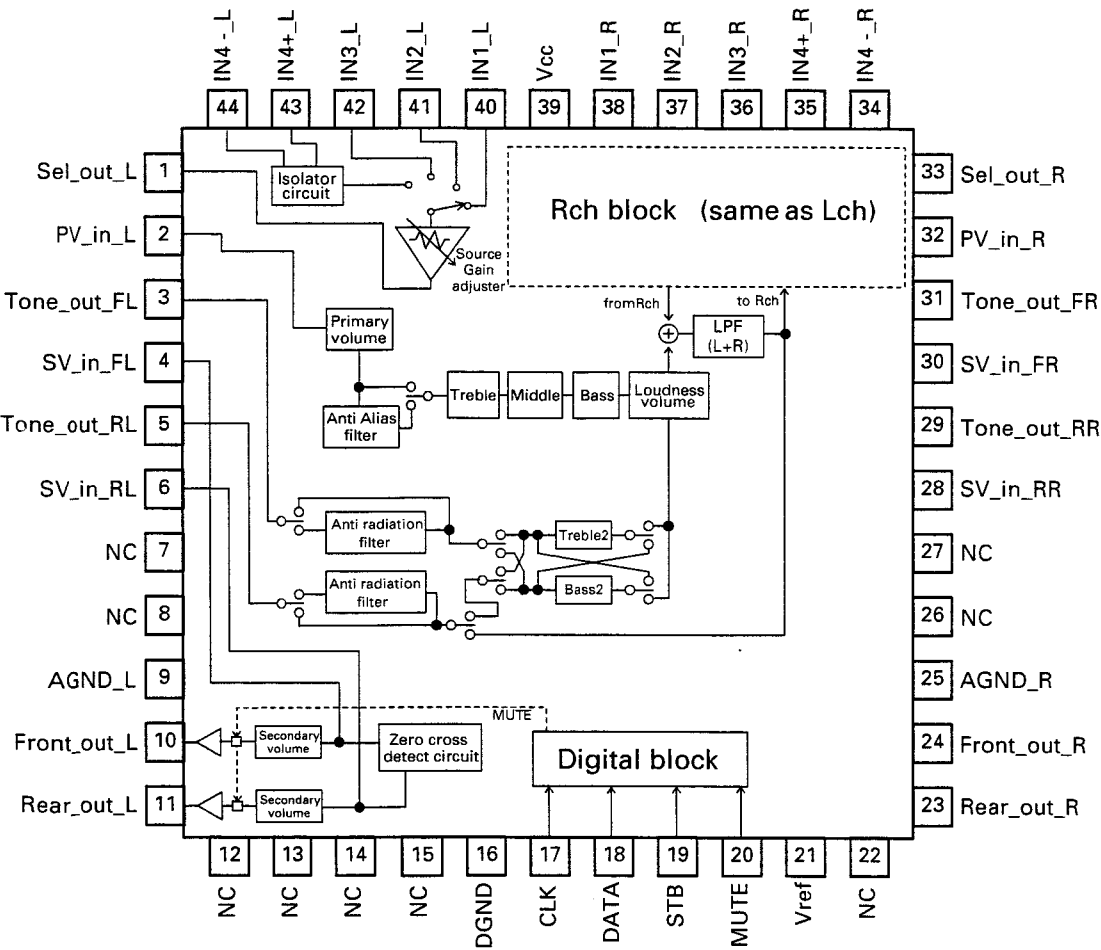 IN4-_L
IN4+_L
IN3_L
IN2_L
IN1_L
Vcc
IN1_R
IN2_R
IN3_R
IN4+_R
IN4-_R
44
43
42
41
40
39
38
37
36
35
34
Sel_out_L
1
Isolator
circuit
Rch block (same as Lch)
33
Sel_out_R
PV_in_L
2
Source
Gain
adjuster
32
PV_in_R
Tone_out_FL
3
Primary
volume
fromRch
to Rch
LPF
(L+R)
31
Tone_out_FR
SV_in_FL
4
30
SV_in_FR
Treble
Middle
Bass
Loudness
volume
Tone_out_RL
5
Anti Alias
filter
29
Tone_out_RR
SV_in_RL
6
28
SV_in_RR
NC
7
Anti radiation
filter
Treble2
27
NC
NC
8
Anti radiation
filter
Bass2
26
NC
AGND_L
9
25
AGND_R
MUTE
Front_out_L
10
Secondary
volume
Zero cross
detect circuit
Digital block
24
Front_out_R
Rear_out_L
11
Secondary
volume
23
Rear_out_R
12
13
14
15
16
17
18
19
20
21
22
NC
NC
NC
NC
DGND
CLK
DATA
STB
MUTE
Vref
NC